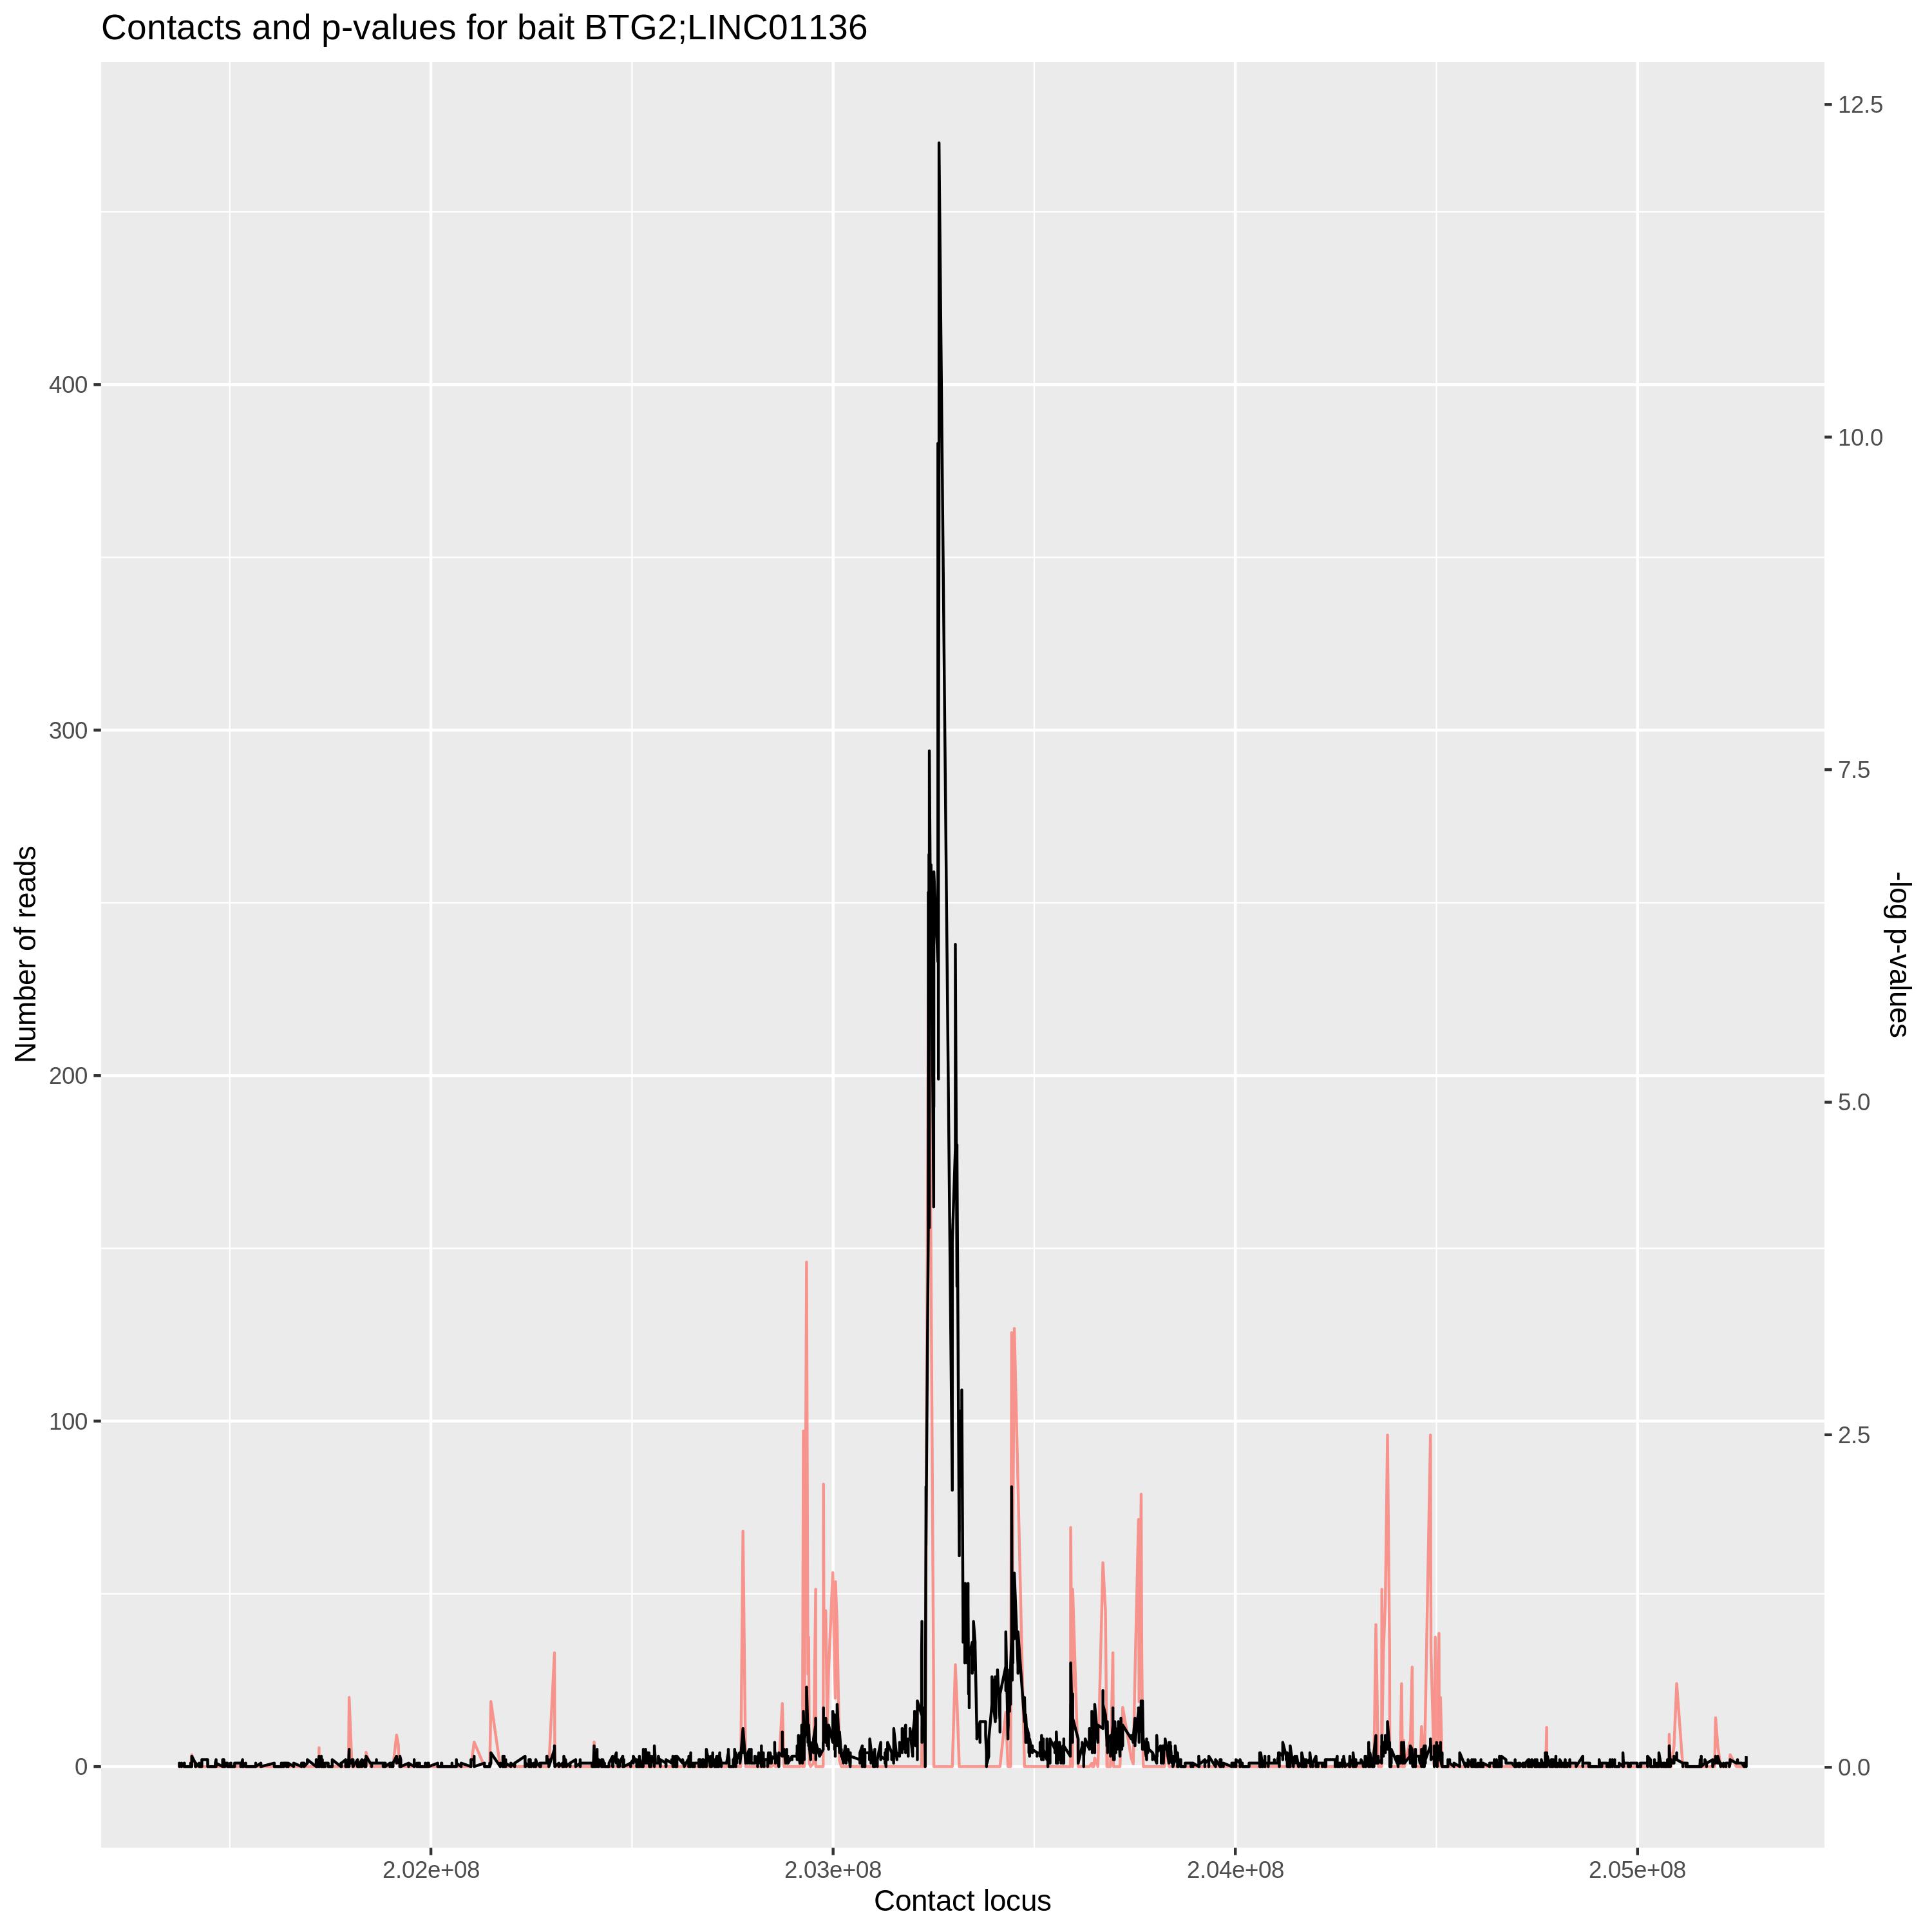 Contacts and p-values for bait BTG2;LINC01136
Number of reads
400
300
200
100
0
12.5
10.0
7.5
5.0
2.5
0.0
-log p-values
2.02e+08 2.03e+08 2.04e+08 2.05e+08
Contact locus